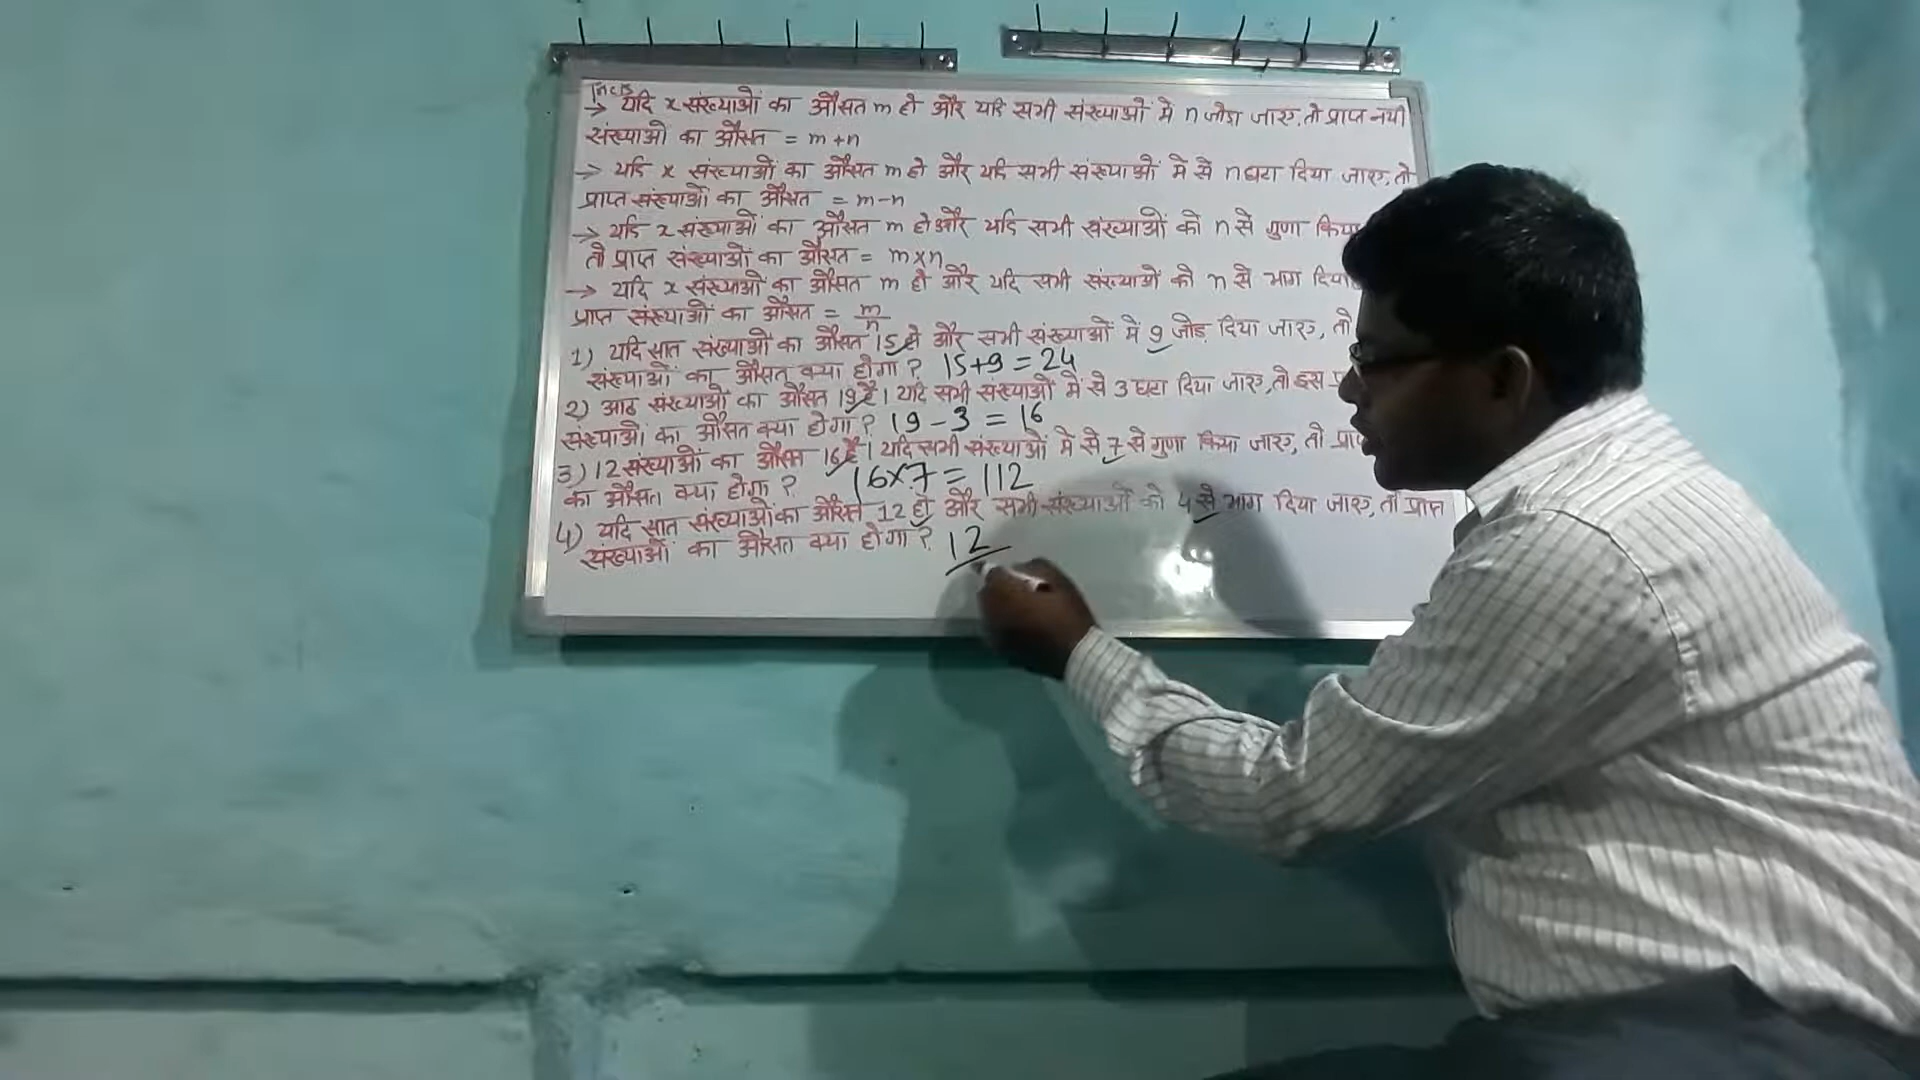 → यदि x संख्याओं का औसत m हो और यदि सभी संख्याओं में n जोड़ा जाए, तो प्राप्त नयी
संख्याओं का औसत = m+n
→ यदि x संख्याओं का औसत m हो और यदि सभी संख्याओं में से n घटा दिया जाए, तो
प्राप्त संख्याओं का औसत = m-n
→ यदि x संख्याओं का औसत m हो और यदि सभी संख्याओं को n से गुणा किया
तो प्राप्त संख्याओं का औसत = m×n
→ यदि x संख्याओं का औसत m हो और यदि सभी संख्याओं को n से भाग दिया
प्राप्त संख्याओं का औसत = m/n
1) यदि सात संख्याओं का औसत 15 हो और सभी संख्याओं में 9 जोड़ दिया जाए, तो
संख्याओं का औसत क्या होगा? 15+9=24
2) आठ संख्याओं का औसत 19 है। यदि सभी संख्याओं में से 3 घटा दिया जाए, तो इस
संख्याओं का औसत क्या होगा? 19-3=16
3) 12 संख्याओं का औसत 16 है। यदि सभी संख्याओं में से 7 से गुणा किया जाए, तो
का औसत क्या होगा? 16×7=112
4) यदि सात संख्याओं का औसत 12 हो और सभी संख्याओं को 4 से भाग दिया जाए, तो प्राप्त
संख्याओं का औसत क्या होगा? 12